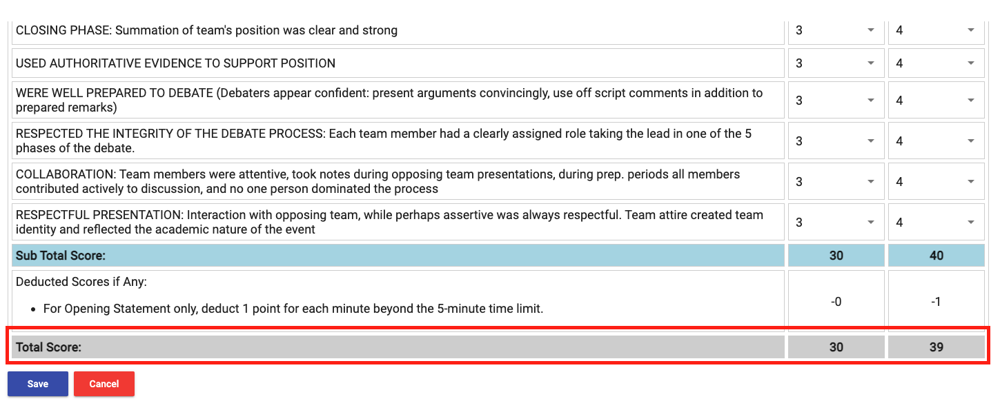 CLOSING PHASE: Summation of team's position was clear and strong 3 4
USED AUTHORITATIVE EVIDENCE TO SUPPORT POSITION 3 4
WERE WELL PREPARED TO DEBATE (Debaters appear confident: present arguments convincingly, use off script comments in addition to
prepared remarks) 3 4
RESPECTED THE INTEGRITY OF THE DEBATE PROCESS: Each team member had a clearly assigned role taking the lead in one of the 5
phases of the debate. 3 4
COLLABORATION: Team members were attentive, took notes during opposing team presentations, during prep. periods all members
contributed actively to discussion, and no one person dominated the process 3 4
RESPECTFUL PRESENTATION: Interaction with opposing team, while perhaps assertive was always respectful. Team attire created team
identity and reflected the academic nature of the event 3 4
Sub Total Score: 30 40
Deducted Scores if Any:
• For Opening Statement only, deduct 1 point for each minute beyond the 5-minute time limit. -0 -1
Total Score: 30 39
Save Cancel